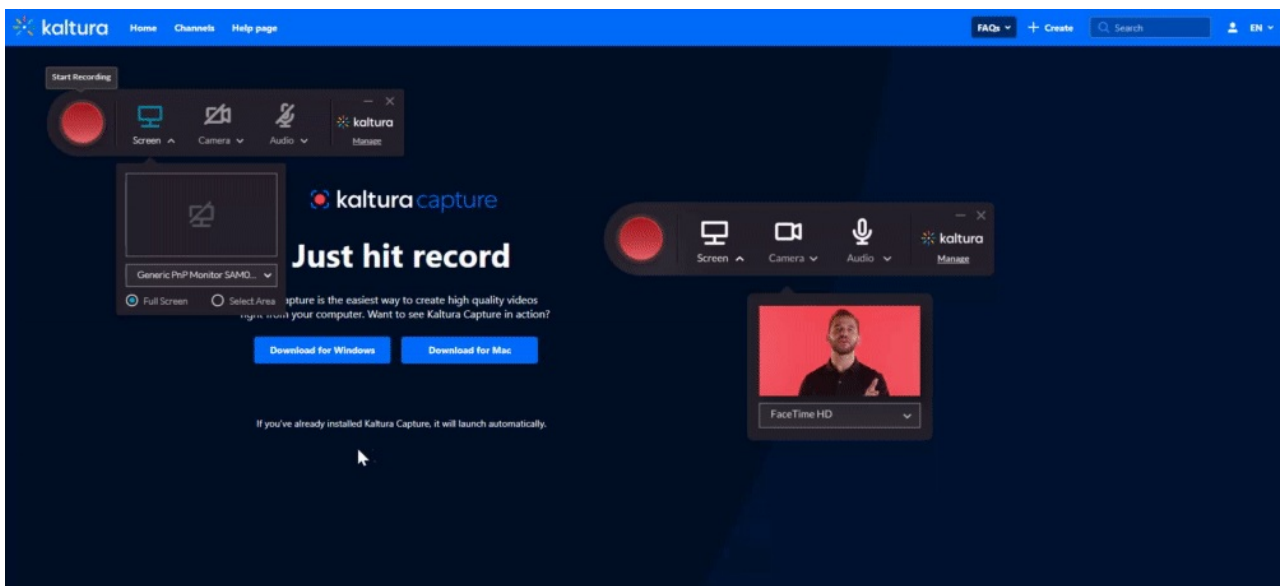 kaltura
Home Channels Help page
FAQs
Create
Search
EN
Start Recording
Screen Camera Audio
kaltura
Manage
Generic PnP Monitor SAM0...
Full Screen Select Area
kaltura capture
Just hit record
apture is the easiest way to create high quality videos
from your computer. Want to see Kaltura Capture in action?
Download for Windows Download for Mac
If you've already installed Kaltura Capture, it will launch automatically.
Screen Camera Audio
kaltura
Manage
FaceTime HD